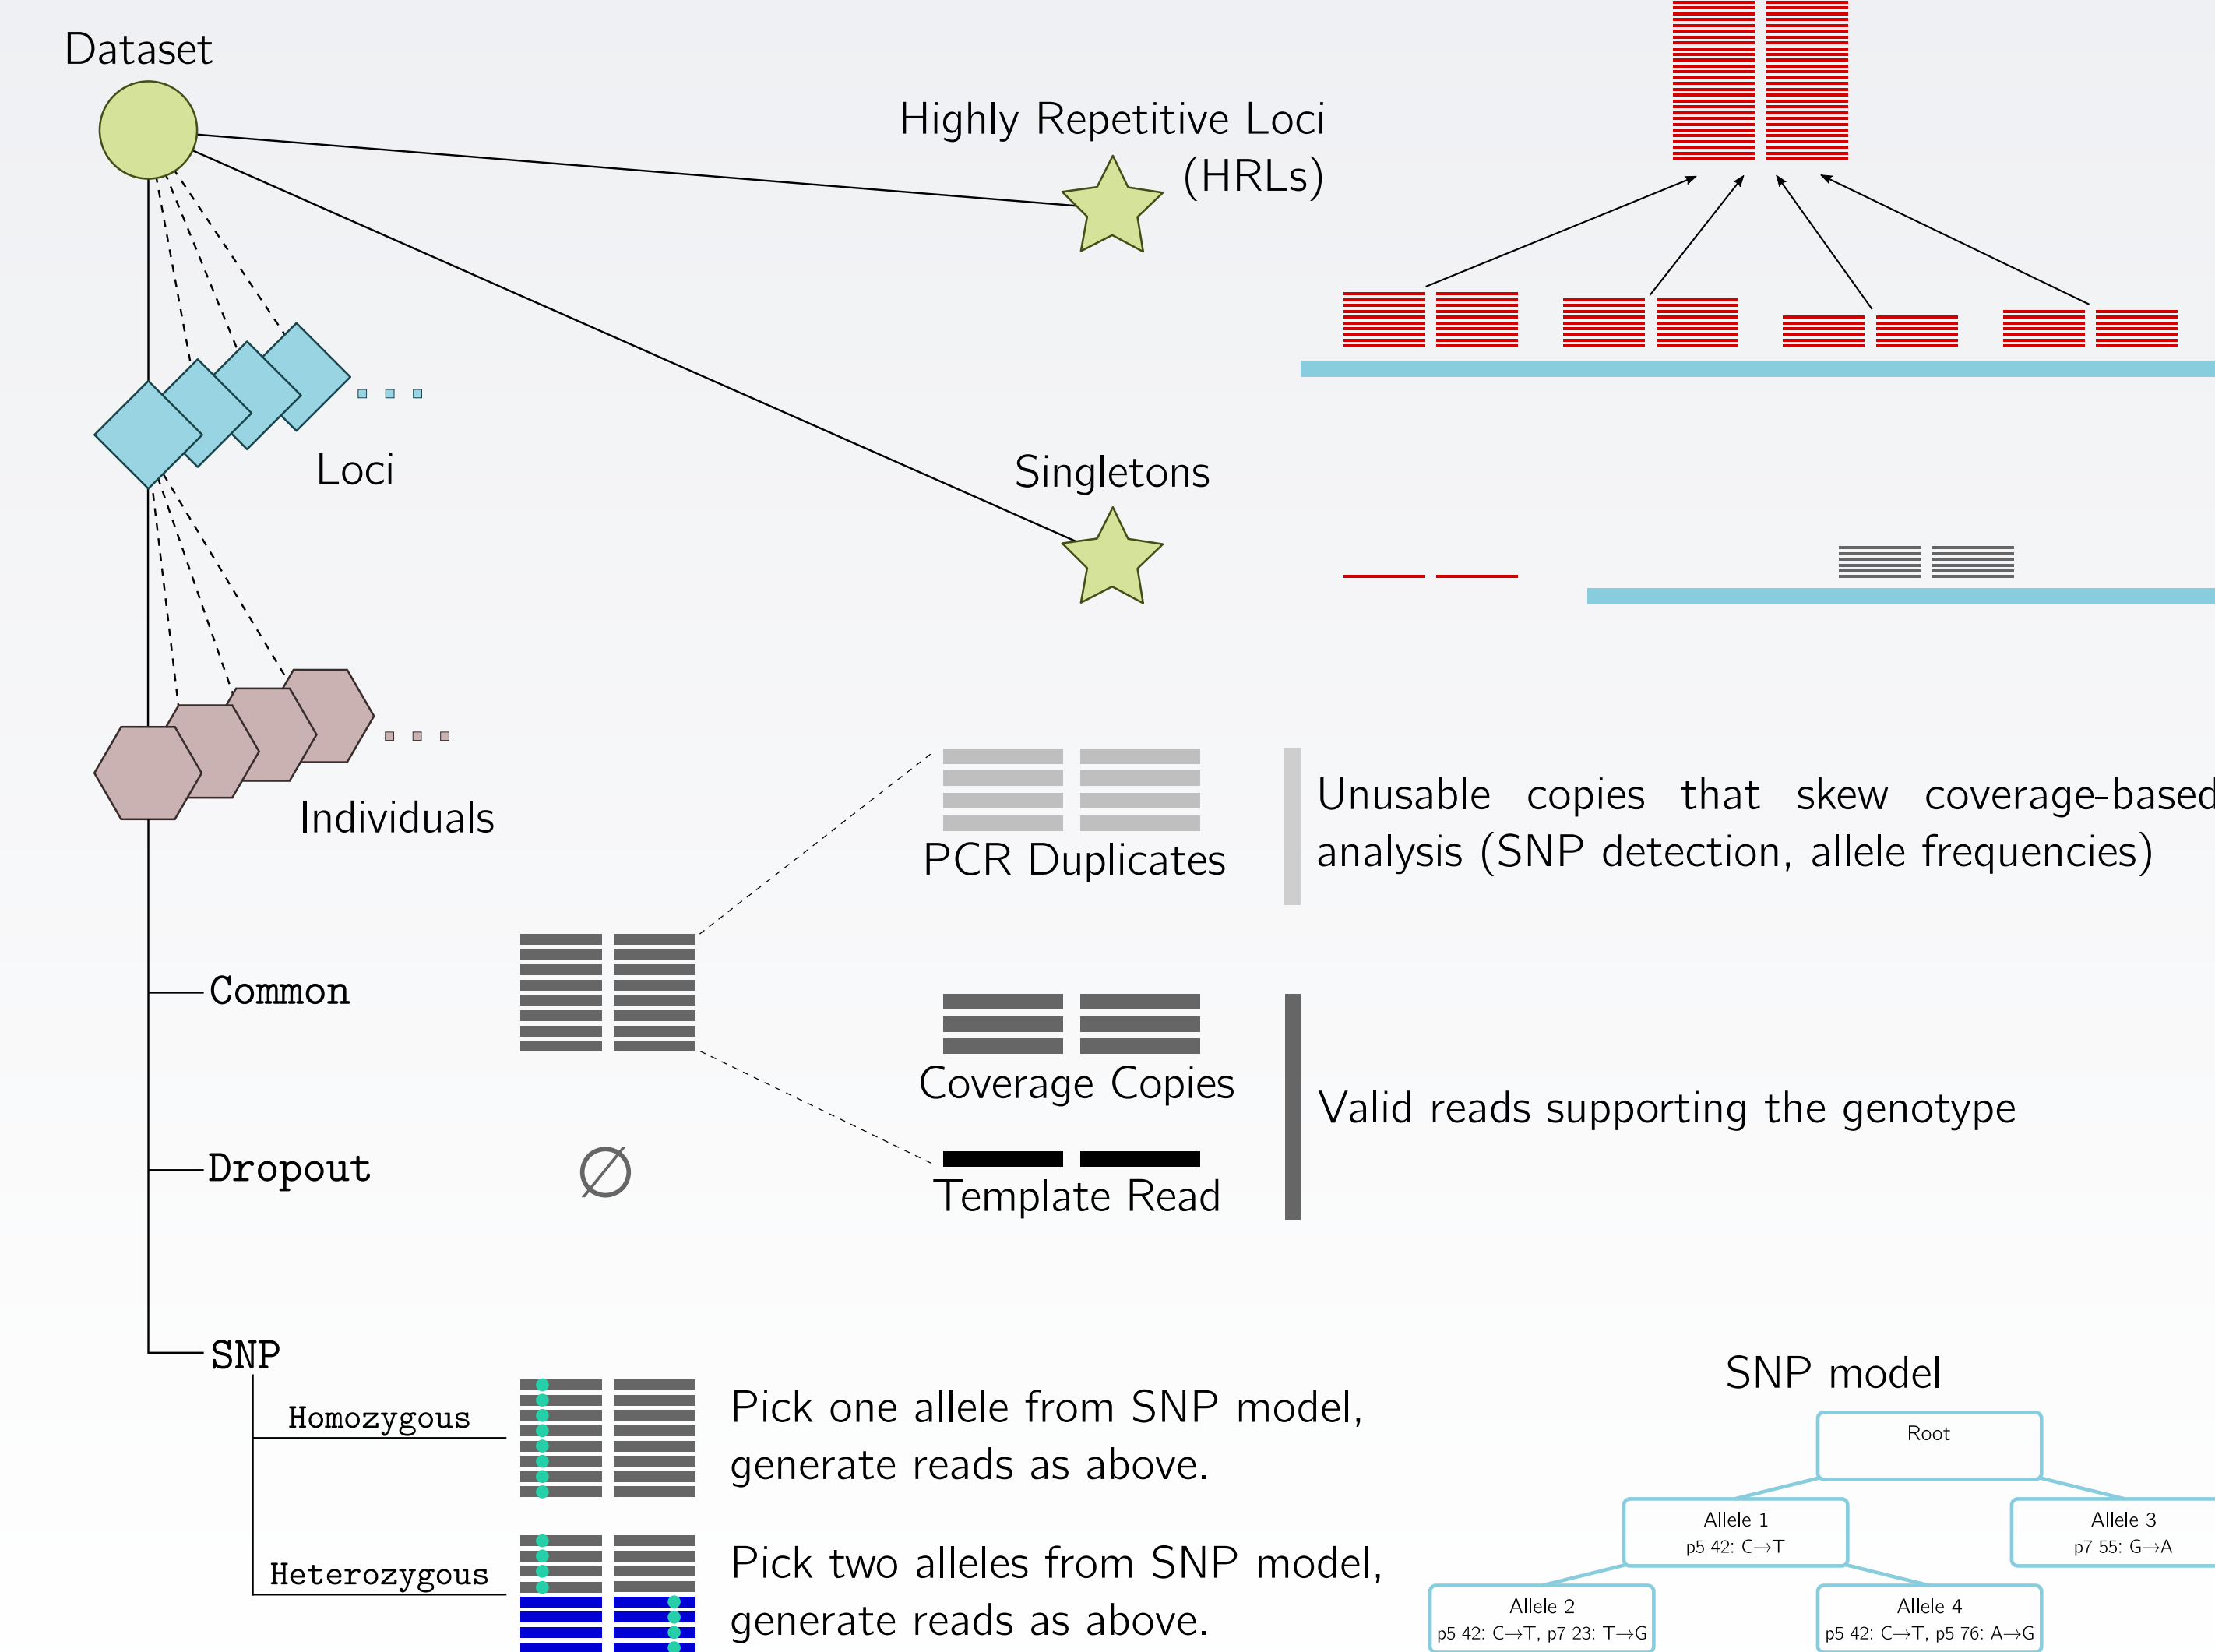 Dataset
Highly Repetitive Loci
(HRLs)
Loci
Singletons
Individuals
PCR Duplicates
Unusable copies that skew coverage-based
analysis (SNP detection, allele frequencies)
Common
Coverage Copies
Valid reads supporting the genotype
Dropout
∅
Template Read
SNP
Homozygous
Pick one allele from SNP model,
generate reads as above.
Heterozygous
Pick two alleles from SNP model,
generate reads as above.
SNP model
Root
Allele 1
p5 42: C→T
Allele 3
p7 55: G→A
Allele 2
p5 42: C→T, p7 23: T→G
Allele 4
p5 42: C→T, p5 76: A→G